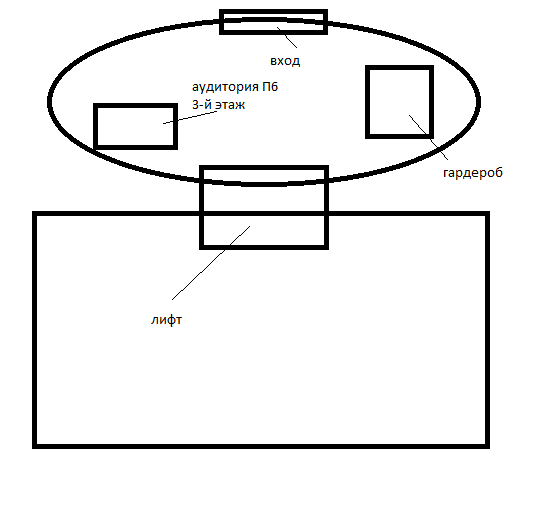 вход
аудитория П6
3-й этаж
гардероб
лифт